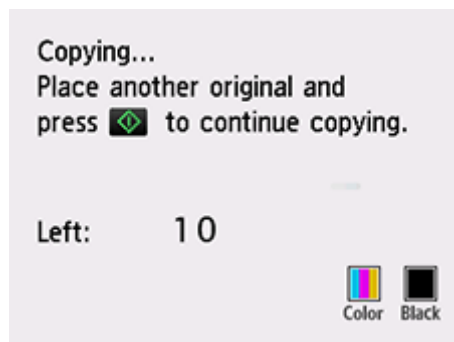 Copying...
Place another original and
press to continue copying.
Left: 10
Color Black